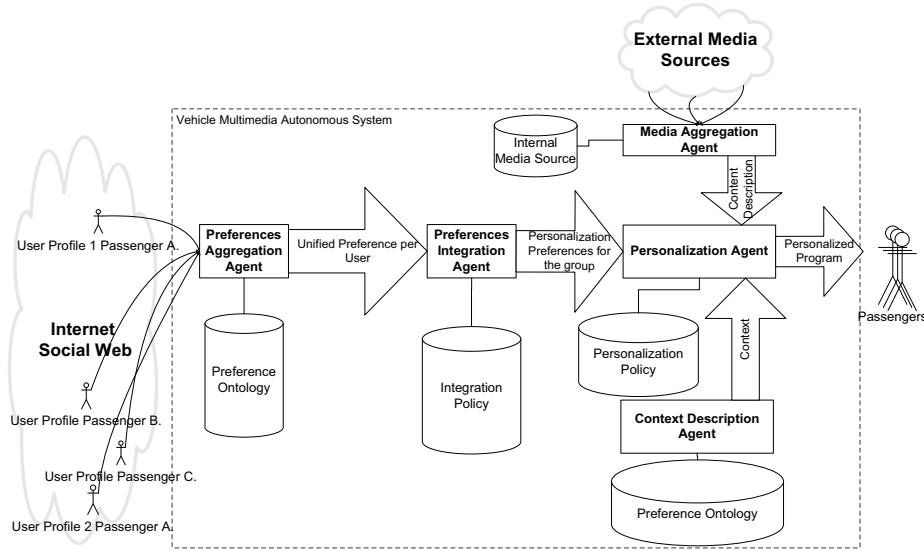 External Media
Sources
Vehicle Multimedia Autonomous System
Internal
Media Source
Media Aggregation
Agent
Content
Description
User Profile 1 Passenger A.
Preferences
Aggregation
Agent
Unified Preference per
User
Preferences
Integration
Agent
Personalization
Preferences for
the group
Personalization Agent
Personalized
Program
Passengers
Internet
Social Web
Preference
Ontology
Integration
Policy
Personalization
Policy
Context
User Profile Passenger B.
Context Description
Agent
User Profile Passenger C.
User Profile 2 Passenger A.
Preference Ontology